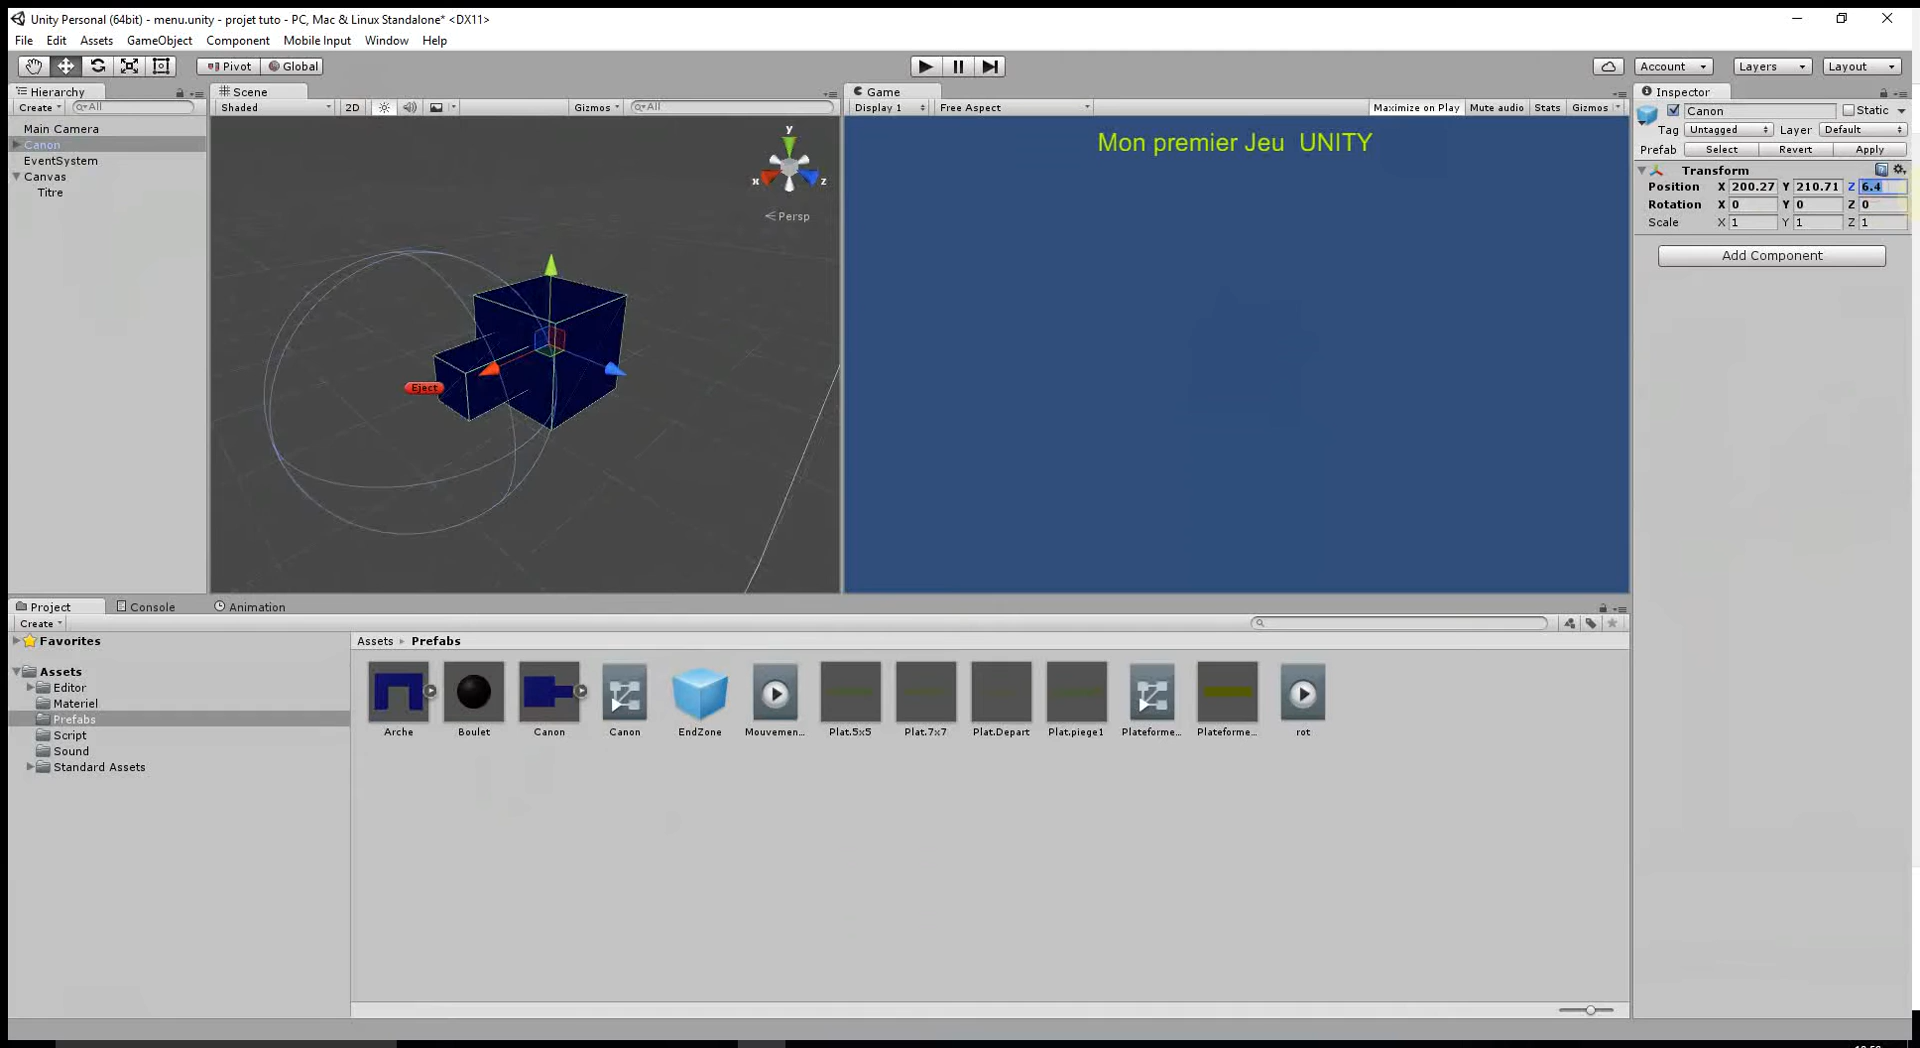 Unity Personal (64bit) - menu.unity - projet tuto - PC, Mac & Linux Standalone* <DX11>
File Edit Assets GameObject Component Mobile Input Window Help
Pivot Global Account Layers Layout
Hierarchy Scene Game Inspector
Create All Shaded 2D Gizmos All Display 1 Free Aspect Maximize on Play Mute audio Stats Gizmos Canon Static
Main Camera
Canon
EventSystem
Canvas
Titre
y
x z
Persp
Eject
Mon premier Jeu UNITY
Tag Untagged Layer Default
Prefab Select Revert Apply
Transform
Position X 200.27 Y 210.71 Z 6.4
Rotation X 0 Y 0 Z 0
Scale X 1 Y 1 Z 1
Add Component
Project Console Animation
Create
Favorites
Assets
Editor
Materiel
Prefabs
Script
Sound
Standard Assets
Assets Prefabs
Arche Boulet Canon Canon EndZone Mouvemen... Plat.5x5 Plat.7x7 Plat.Depart Plat.piege1 Plateforme... Plateforme... rot